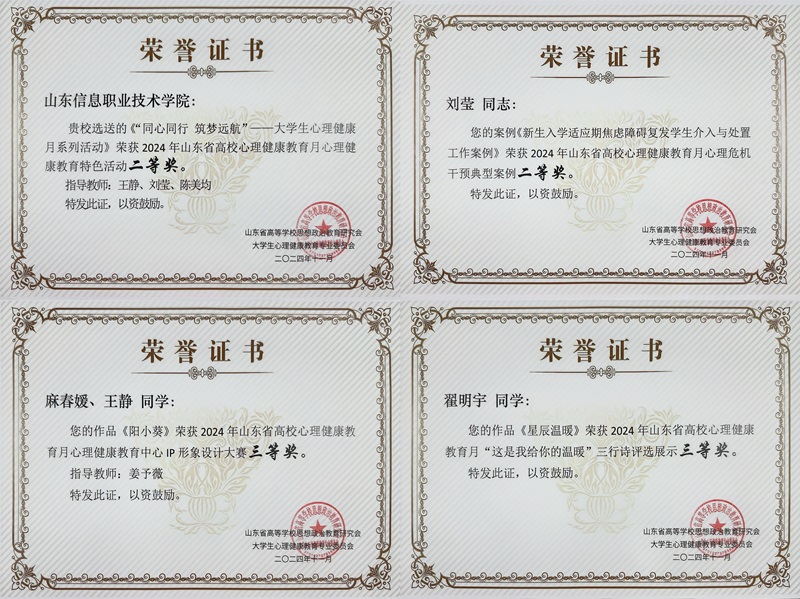 荣誉证书
山东信息职业技术学院：
贵校选送的《“同心同行 筑梦远航”——大学生心理健康
月系列活动》荣获 2024 年山东省高校心理健康教育月心理健
康教育特色活动二等奖。
指导教师：王静、刘莹、陈美均
特发此证，以资鼓励。
山东省高等学校思想政治教育研究会
大学生心理健康教育专业委员会
二〇二四年十一月
荣誉证书
刘莹 同志：
您的案例《新生入学适应期焦虑障碍复发学生介入与处置
工作案例》荣获 2024 年山东省高校心理健康教育月心理危机
干预典型案例二等奖。
特发此证，以资鼓励。
山东省高等学校思想政治教育研究会
大学生心理健康教育专业委员会
二〇二四年十一月
荣誉证书
麻春媛、王静 同学：
您的作品《阳小葵》荣获 2024 年山东省高校心理健康教
育月心理健康教育中心 IP 形象设计大赛三等奖。
指导教师：姜予薇
特发此证，以资鼓励。
山东省高等学校思想政治教育研究会
大学生心理健康教育专业委员会
二〇二四年十一月
荣誉证书
翟明宇 同学：
您的作品《星辰温暖》荣获 2024 年山东省高校心理健康
教育月“这是我给你的温暖”三行诗评选展示三等奖。
特发此证，以资鼓励。
山东省高等学校思想政治教育研究会
大学生心理健康教育专业委员会
二〇二四年十一月